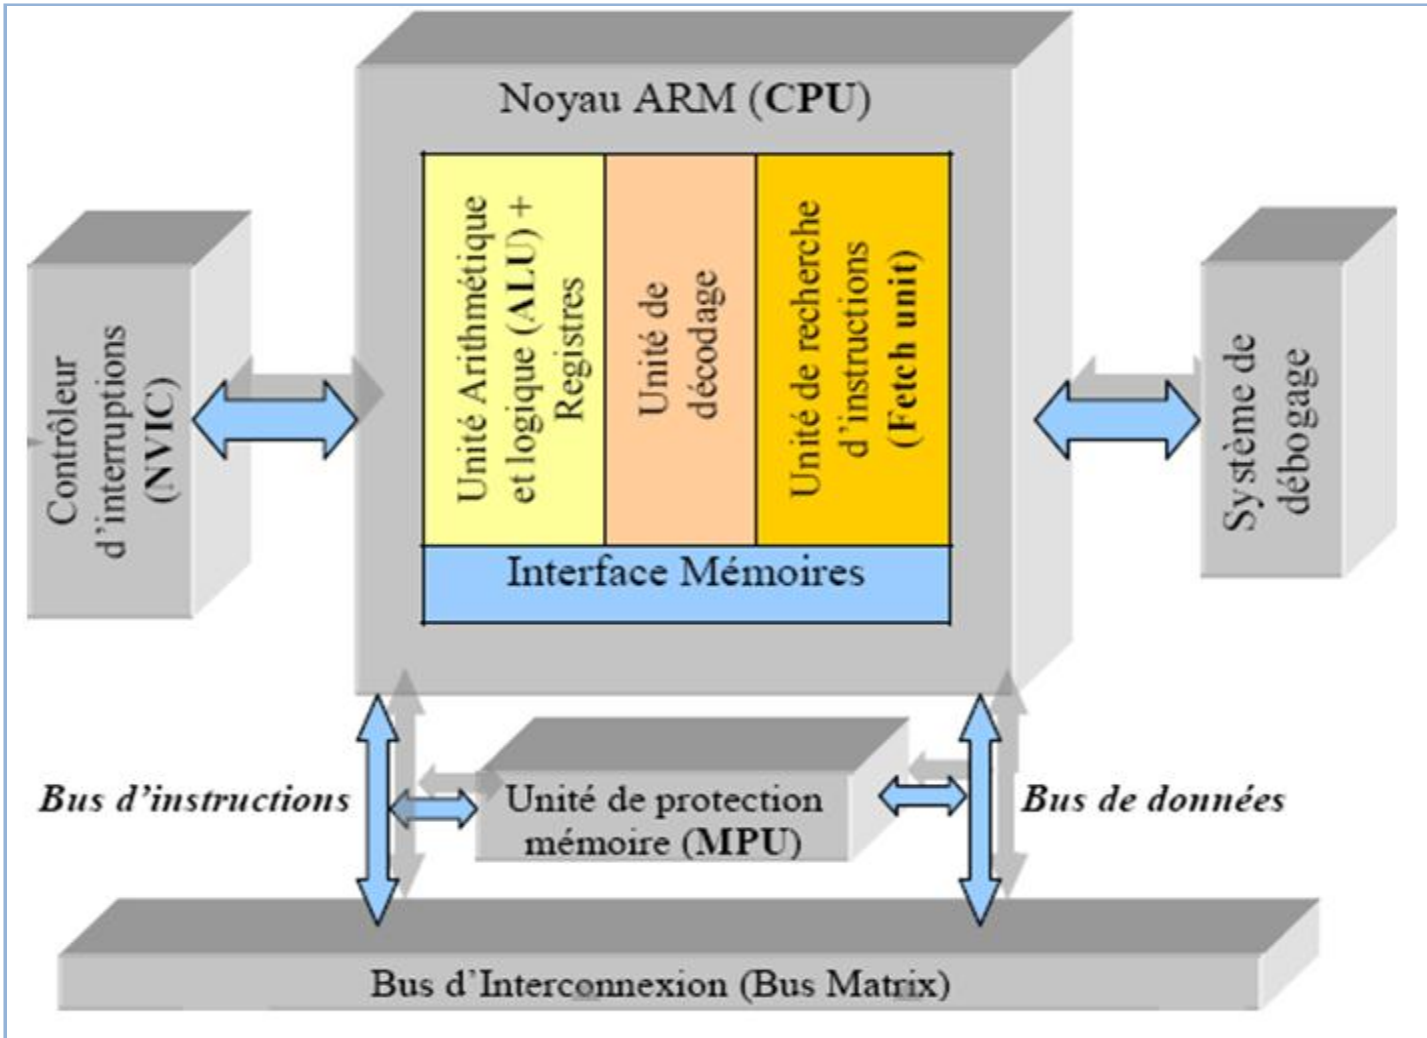 Noyau ARM (CPU)
Contrôleur
d'interruptions
(NVIC)
Unité Arithmétique
et logique (ALU) +
Registres
Unité de
décodage
Unité de recherche
d'instructions
(Fetch unit)
Système de
débogage
Interface Mémoires
Bus d'instructions
Unité de protection
mémoire (MPU)
Bus de données
Bus d'Interconnexion (Bus Matrix)